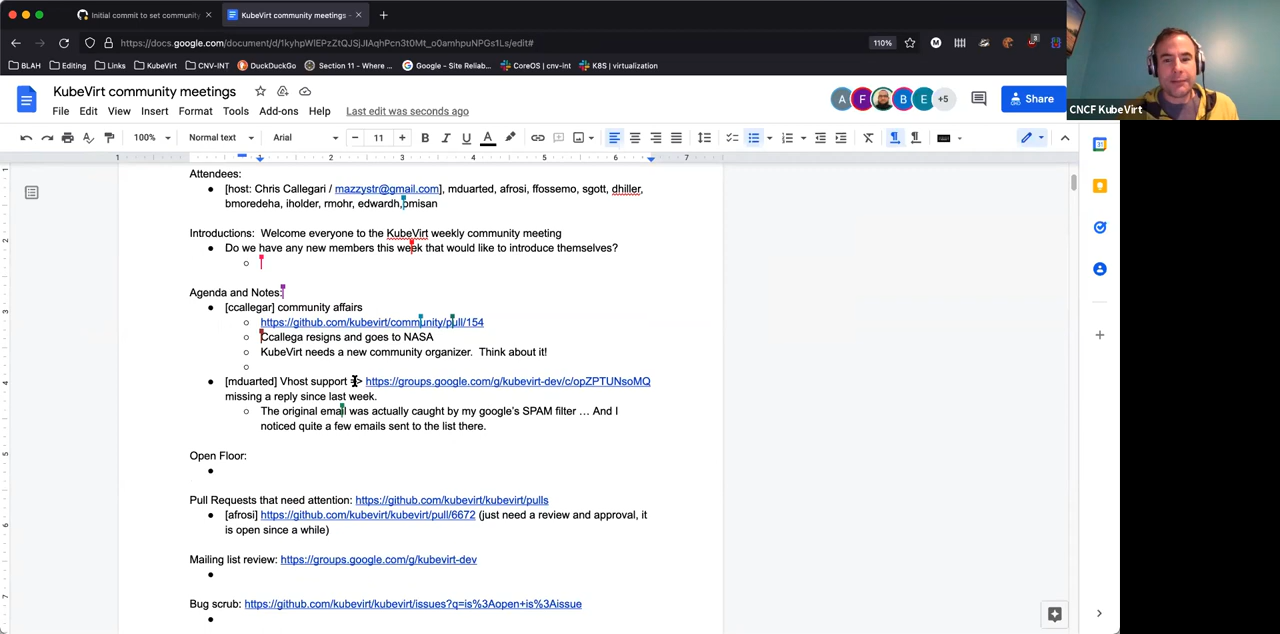 Initial commit to set community
KubeVirt community meetings -
https://docs.google.com/document/d/1kyhpWIEPzZtQJSjJIAqhPcn3t0Mt_o0amhpuNPGs1Ls/edit#
110%
BLAH Editing Links KubeVirt CNV-INT DuckDuckGo Section 11 - Where ... Google - Site Reliab... CoreOS | cnv-int K8S | virtualization
CNCF KubeVirt
KubeVirt community meetings
File Edit View Insert Format Tools Add-ons Help Last edit was seconds ago
A F B E +5 Share
100% Normal text Arial 11
Attendees:
[host: Chris Callegari / mazzystr@gmail.com], mduarted, afrosi, ffossemo, sgott, dhiller,
bmoredeha, iholder, rmohr, edwardh,pmisan
Introductions: Welcome everyone to the KubeVirt weekly community meeting
Do we have any new members this week that would like to introduce themselves?
Agenda and Notes:
[ccallegar] community affairs
https://github.com/kubevirt/community/pull/154
Ccallega resigns and goes to NASA
KubeVirt needs a new community organizer. Think about it!
[mduarted] Vhost support => https://groups.google.com/g/kubevirt-dev/c/opZPTUNsoMQ
missing a reply since last week.
The original email was actually caught by my google's SPAM filter … And I
noticed quite a few emails sent to the list there.
Open Floor:
Pull Requests that need attention: https://github.com/kubevirt/kubevirt/pulls
[afrosi] https://github.com/kubevirt/kubevirt/pull/6672 (just need a review and approval, it
is open since a while)
Mailing list review: https://groups.google.com/g/kubevirt-dev
Bug scrub: https://github.com/kubevirt/kubevirt/issues?q=is%3Aopen+is%3Aissue